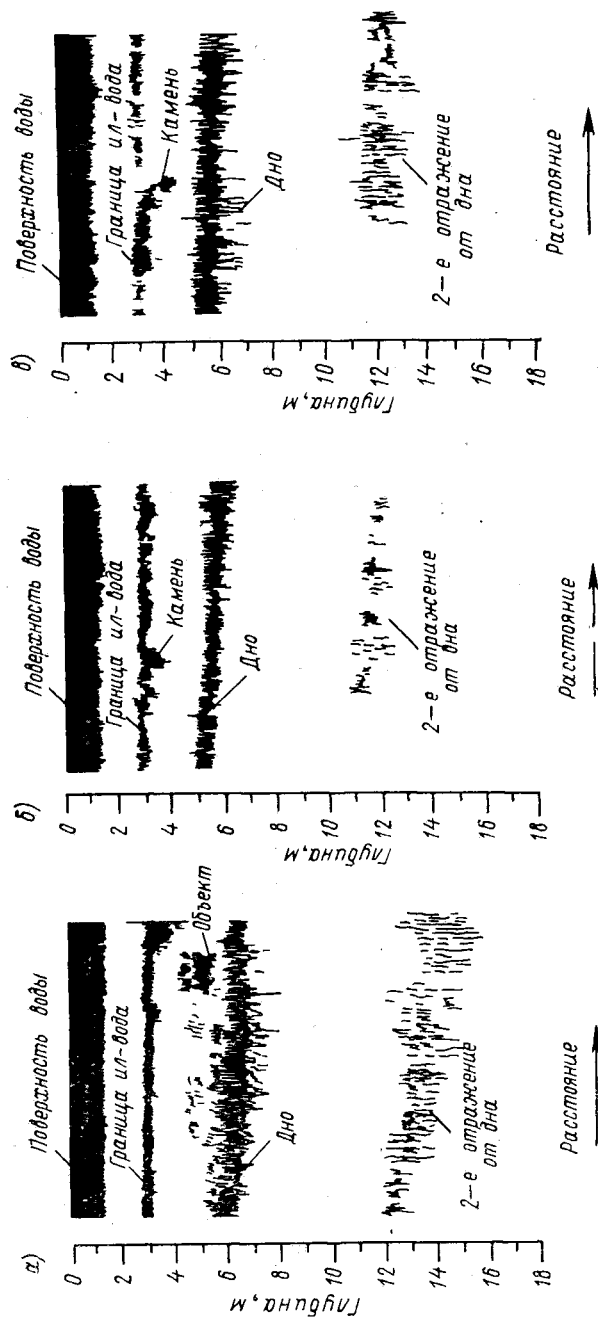 а)
Поверхность воды
Граница ил-вода
Объект
Дно
2-е отражение
от дна
Глубина, м
0
2
4
6
8
10
12
14
16
18
Расстояние
б)
Поверхность воды
Граница ил-вода
Камень
Дно
2-е отражение
от дна
Глубина, м
0
2
4
6
8
10
12
14
16
18
Расстояние
в)
Поверхность воды
Граница ил-вода
Камень
Дно
2-е отражение
от дна
Глубина, м
0
2
4
6
8
10
12
14
16
18
Расстояние